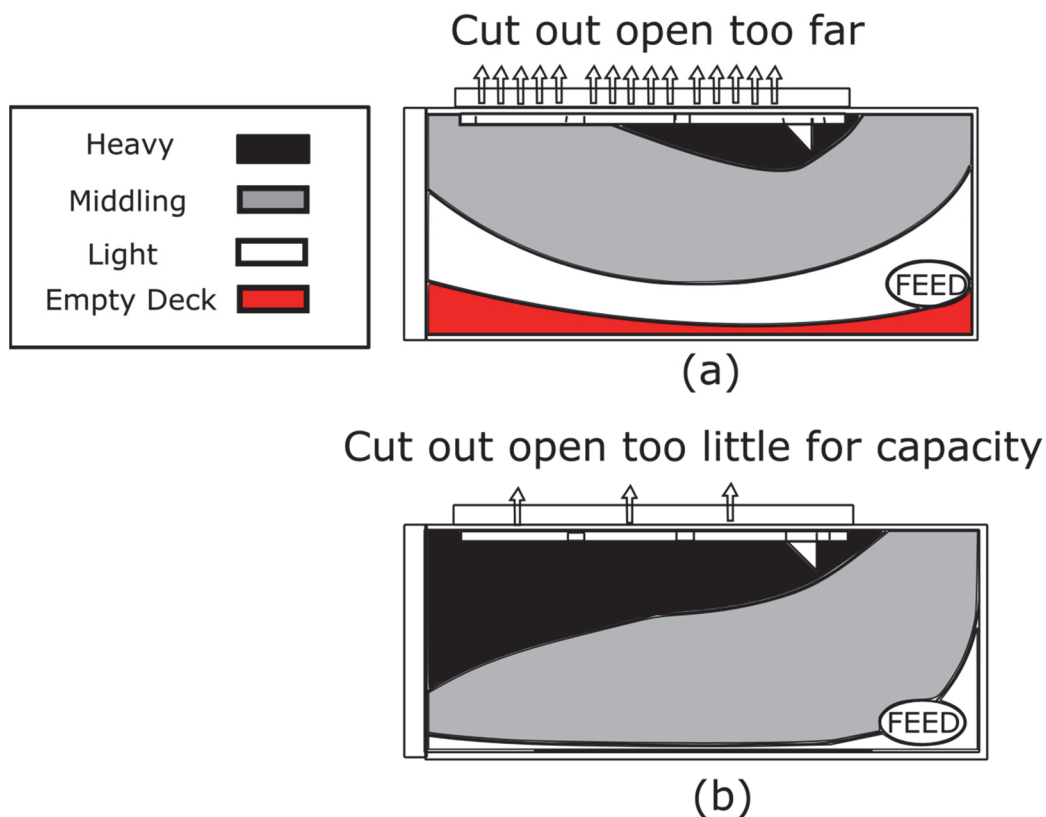 Cut out open too far
Heavy
Middling
Light
Empty Deck
FEED
(a)
Cut out open too little for capacity
FEED
(b)